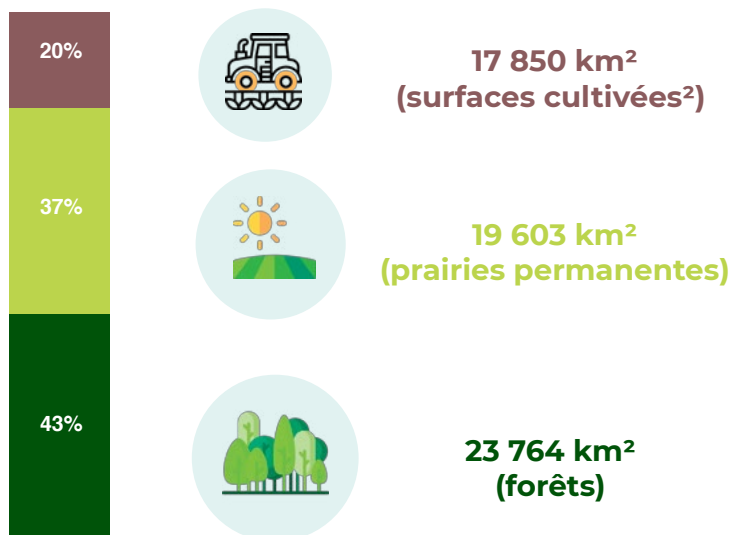 20%
17 850 km²
(surfaces cultivées²)
37%
19 603 km²
(prairies permanentes)
43%
23 764 km²
(forêts)